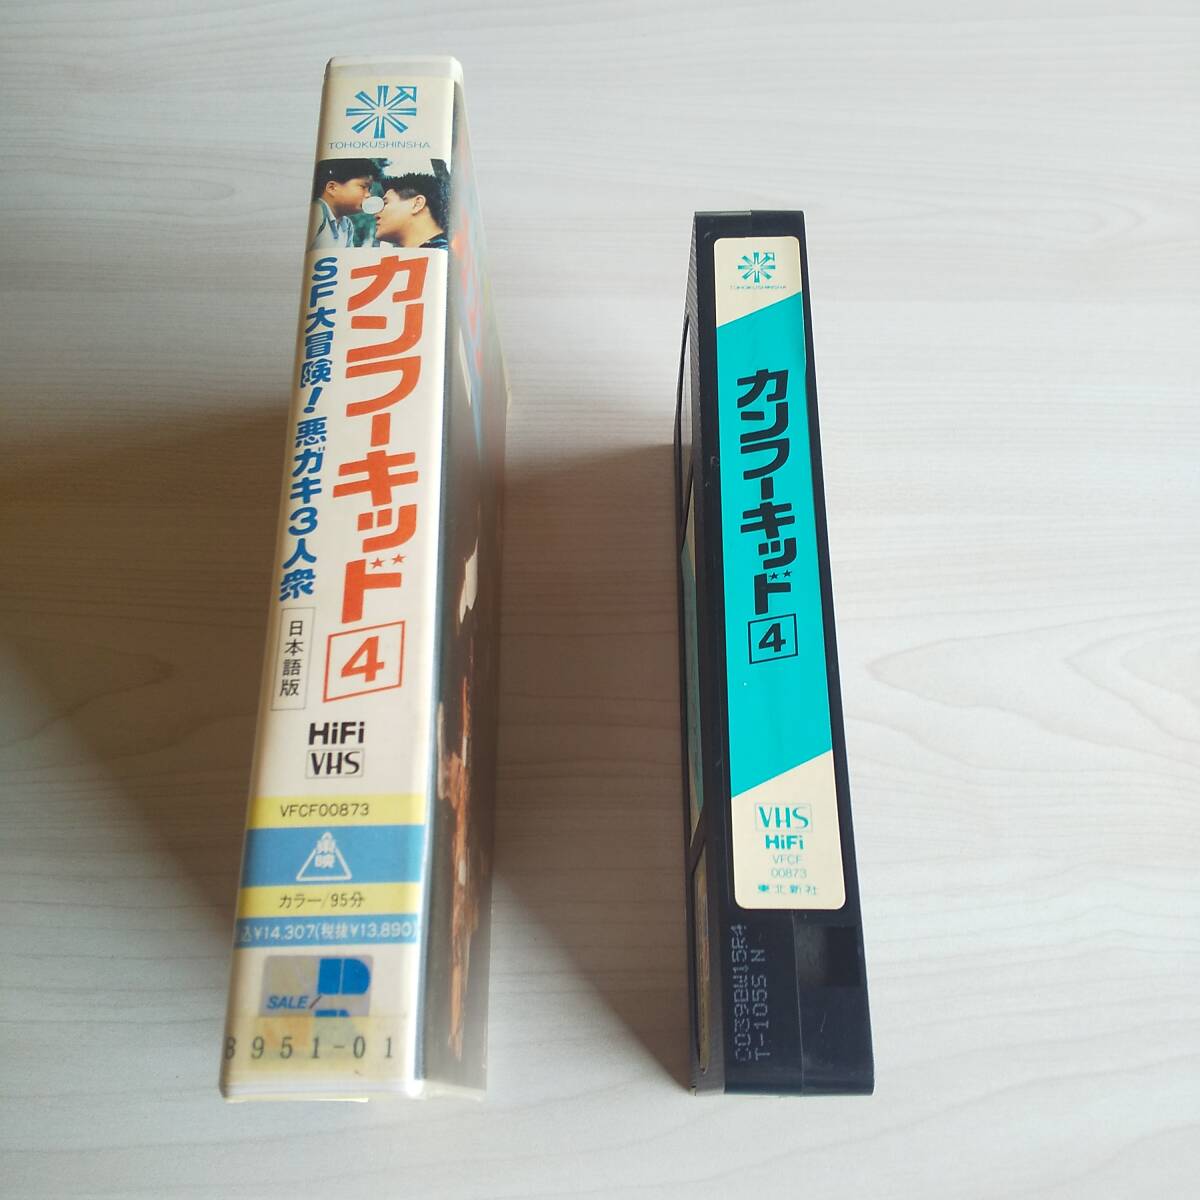 TOHOKUSHINSHA
カンフーキッド4
SF大冒険!悪ガキ3人衆
日本語版
HiFi
VHS
VFCF00873
東映
カラー/95分
込¥14,307(税抜¥13,890)
SALE/
8951-01
TOHOKUSHINSHA
カンフーキッド4
VHS
HiFi
VFCF
00873
東北新社
C039BW15R4
T-1055 N